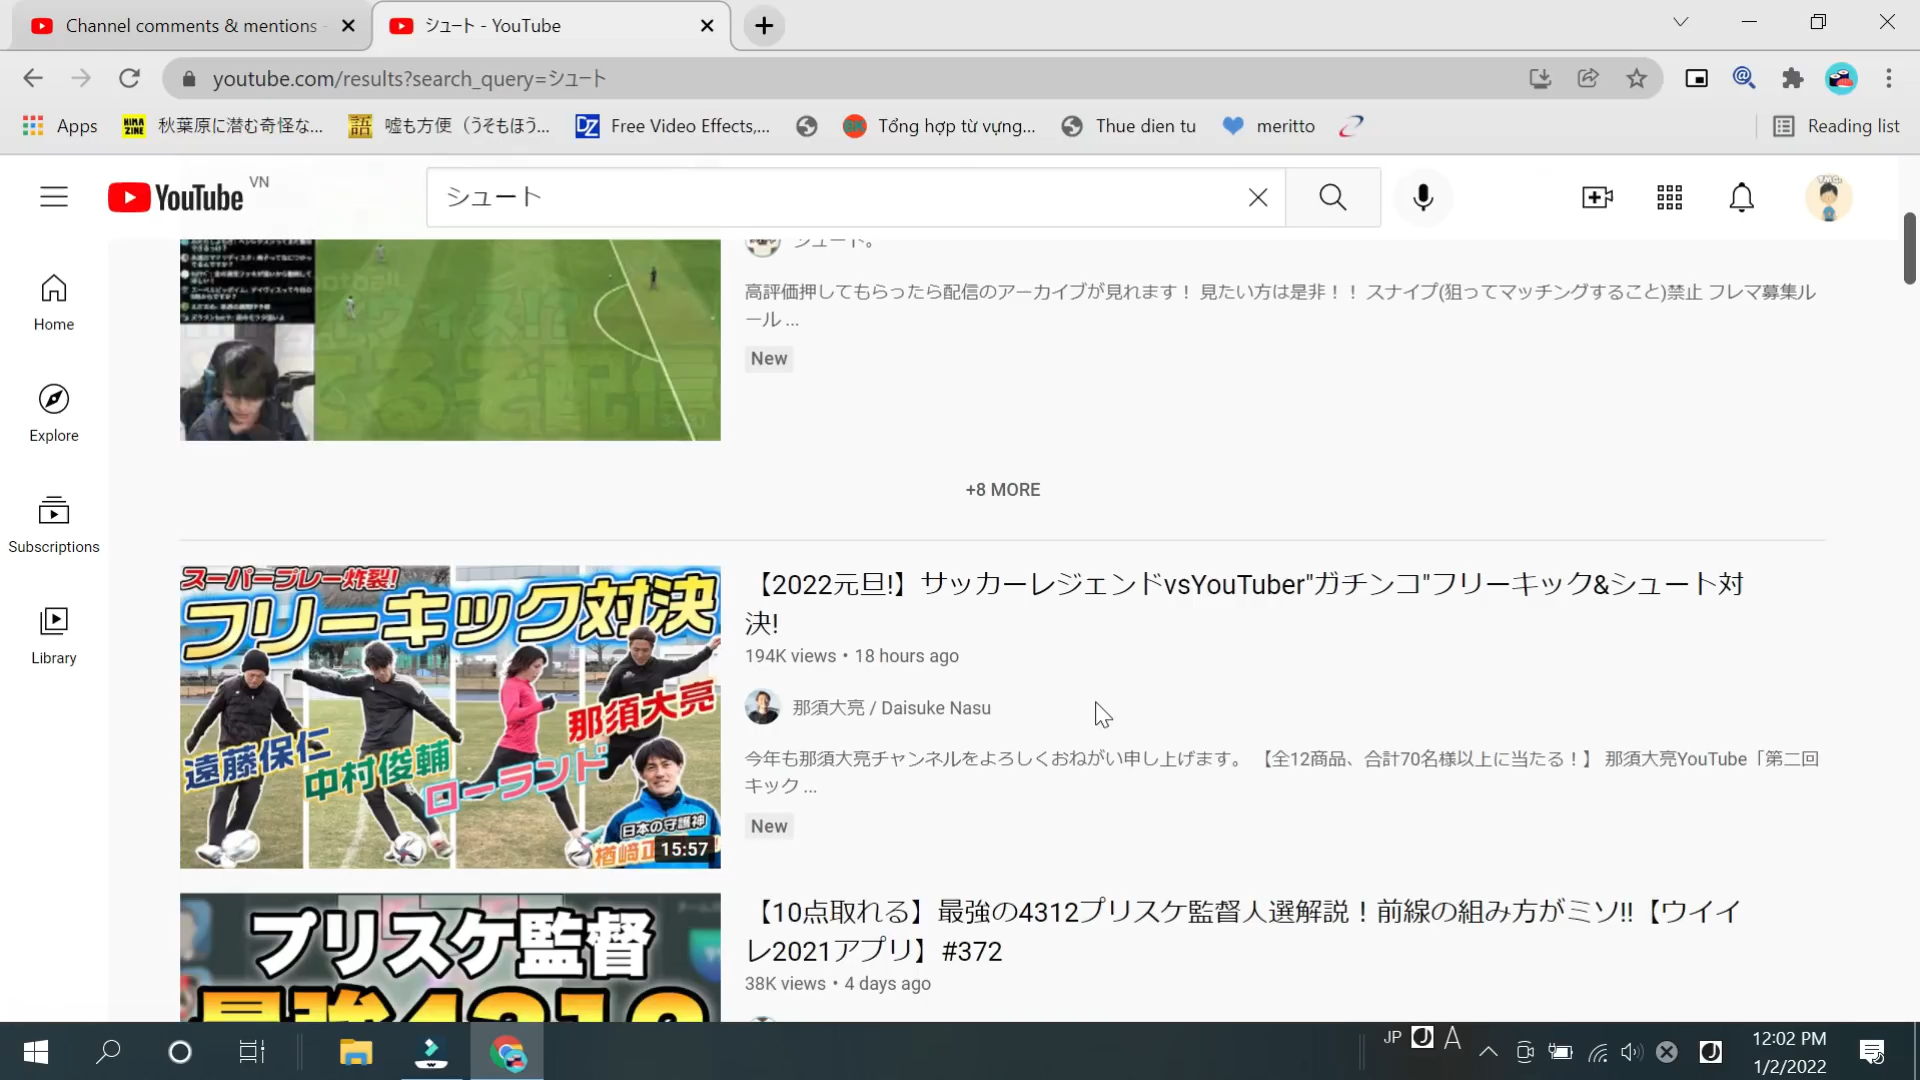 Channel comments & mentions -
シュート - YouTube
youtube.com/results?search_query=シュート
Apps
HIMA ZINE
秋葉原に潜む奇怪な...
語
嘘も方便（うそもほう...
DZ
Free Video Effects,...
Tổng hợp từ vựng...
Thue dien tu
meritto
Reading list
YouTube VN
シュート
シュート。
高評価押してもらったら配信のアーカイブが見れます！ 見たい方は是非！！ スナイプ(狙ってマッチングすること)禁止 フレマ募集ル
ール ...
New
Home
Explore
Subscriptions
Library
+8 MORE
スーパープレー炸裂!
フリーキック対決
遠藤保仁
中村俊輔
ローランド
那須大亮
日本の守護神
楢﨑正
15:57
【2022元旦!】サッカーレジェンドvsYouTuber"ガチンコ"フリーキック&シュート対
決!
194K views • 18 hours ago
那須大亮 / Daisuke Nasu
今年も那須大亮チャンネルをよろしくおねがい申し上げます。 【全12商品、合計70名様以上に当たる！】 那須大亮YouTube「第二回
キック ...
New
プリスケ監督
最強4312
【10点取れる】最強の4312プリスケ監督人選解説！前線の組み方がミソ!!【ウイイ
レ2021アプリ】#372
38K views • 4 days ago
JP
A
12:02 PM
1/2/2022